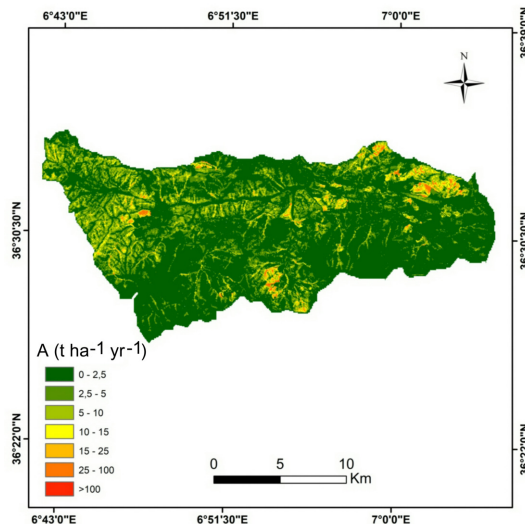 6°43'0"E 6°51'30"E 7°0'0"E
N
36°30'30"N
36°22'0"N
A (t ha-1 yr-1)
0 - 2,5
2,5 - 5
5 - 10
10 - 15
15 - 25
25 - 100
>100
0 5 10
Km
6°43'0"E 6°51'30"E 7°0'0"E